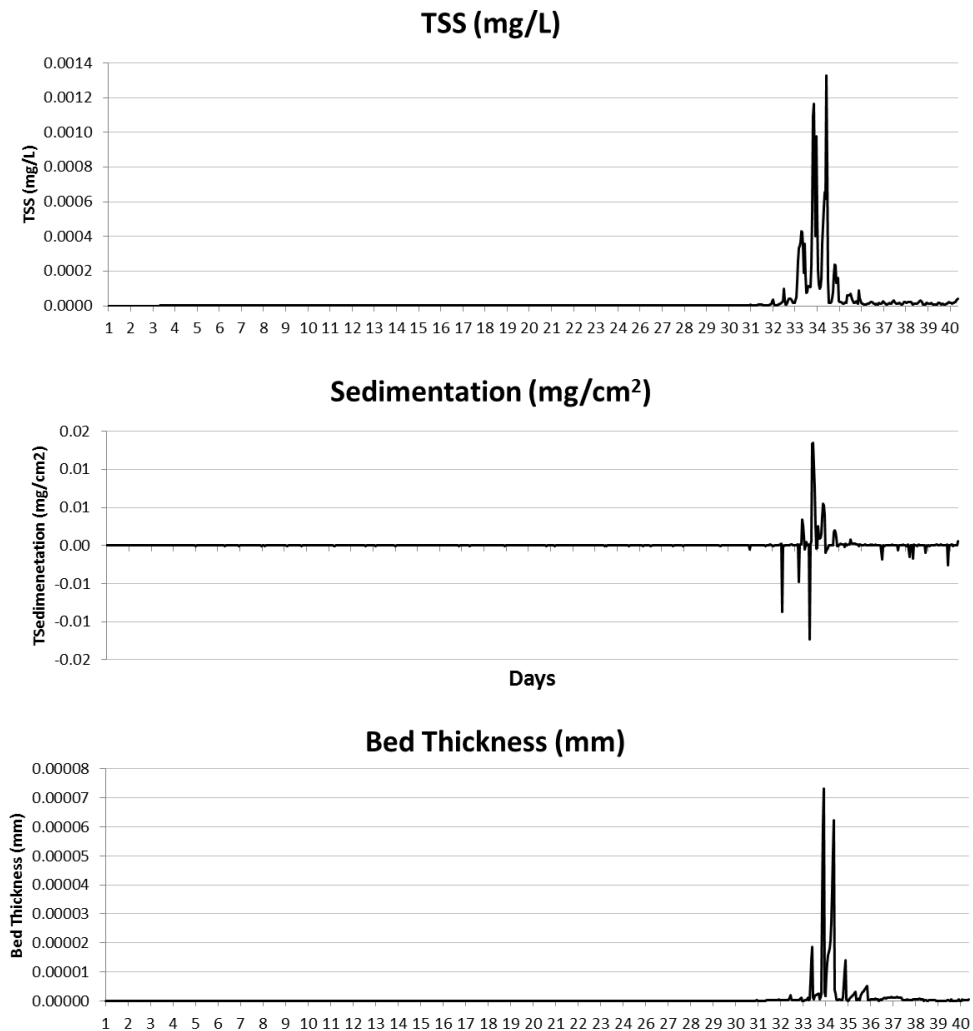 TSS (mg/L)
0.0014
0.0012
0.0010
0.0008
0.0006
0.0004
0.0002
0.0000
TSS (mg/L)
1 2 3 4 5 6 7 8 9 10 11 12 13 14 15 16 17 18 19 20 21 22 23 24 25 26 27 28 29 30 31 32 33 34 35 36 37 38 39 40
Sedimentation (mg/cm²)
0.02
0.01
0.01
0.00
-0.01
-0.01
-0.02
TSedimenetation (mg/cm2)
Days
Bed Thickness (mm)
0.00008
0.00007
0.00006
0.00005
0.00004
0.00003
0.00002
0.00001
0.00000
Bed Thickness (mm)
1 2 3 4 5 6 7 8 9 10 11 12 13 14 15 16 17 18 19 20 21 22 23 24 25 26 27 28 29 30 31 32 33 34 35 36 37 38 39 40